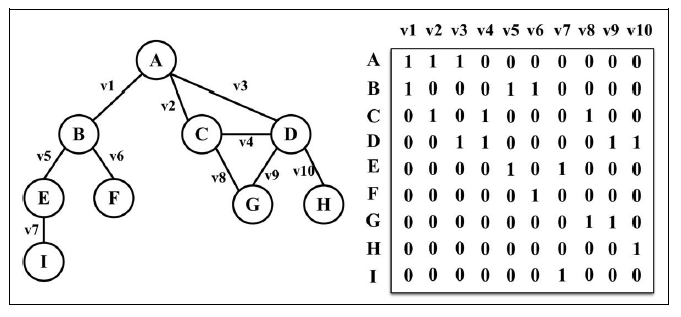 A
v1
v2
v3
B
C
v4
D
v5
v6
v8
v9
v10
E
F
G
H
v7
I
v1 v2 v3 v4 v5 v6 v7 v8 v9 v10
A 1 1 1 0 0 0 0 0 0 0
B 1 0 0 0 1 1 0 0 0 0
C 0 1 0 1 0 0 0 1 0 0
D 0 0 1 1 0 0 0 0 1 1
E 0 0 0 0 1 0 1 0 0 0
F 0 0 0 0 0 1 0 0 0 0
G 0 0 0 0 0 0 0 1 1 0
H 0 0 0 0 0 0 0 0 0 1
I 0 0 0 0 0 0 1 0 0 0